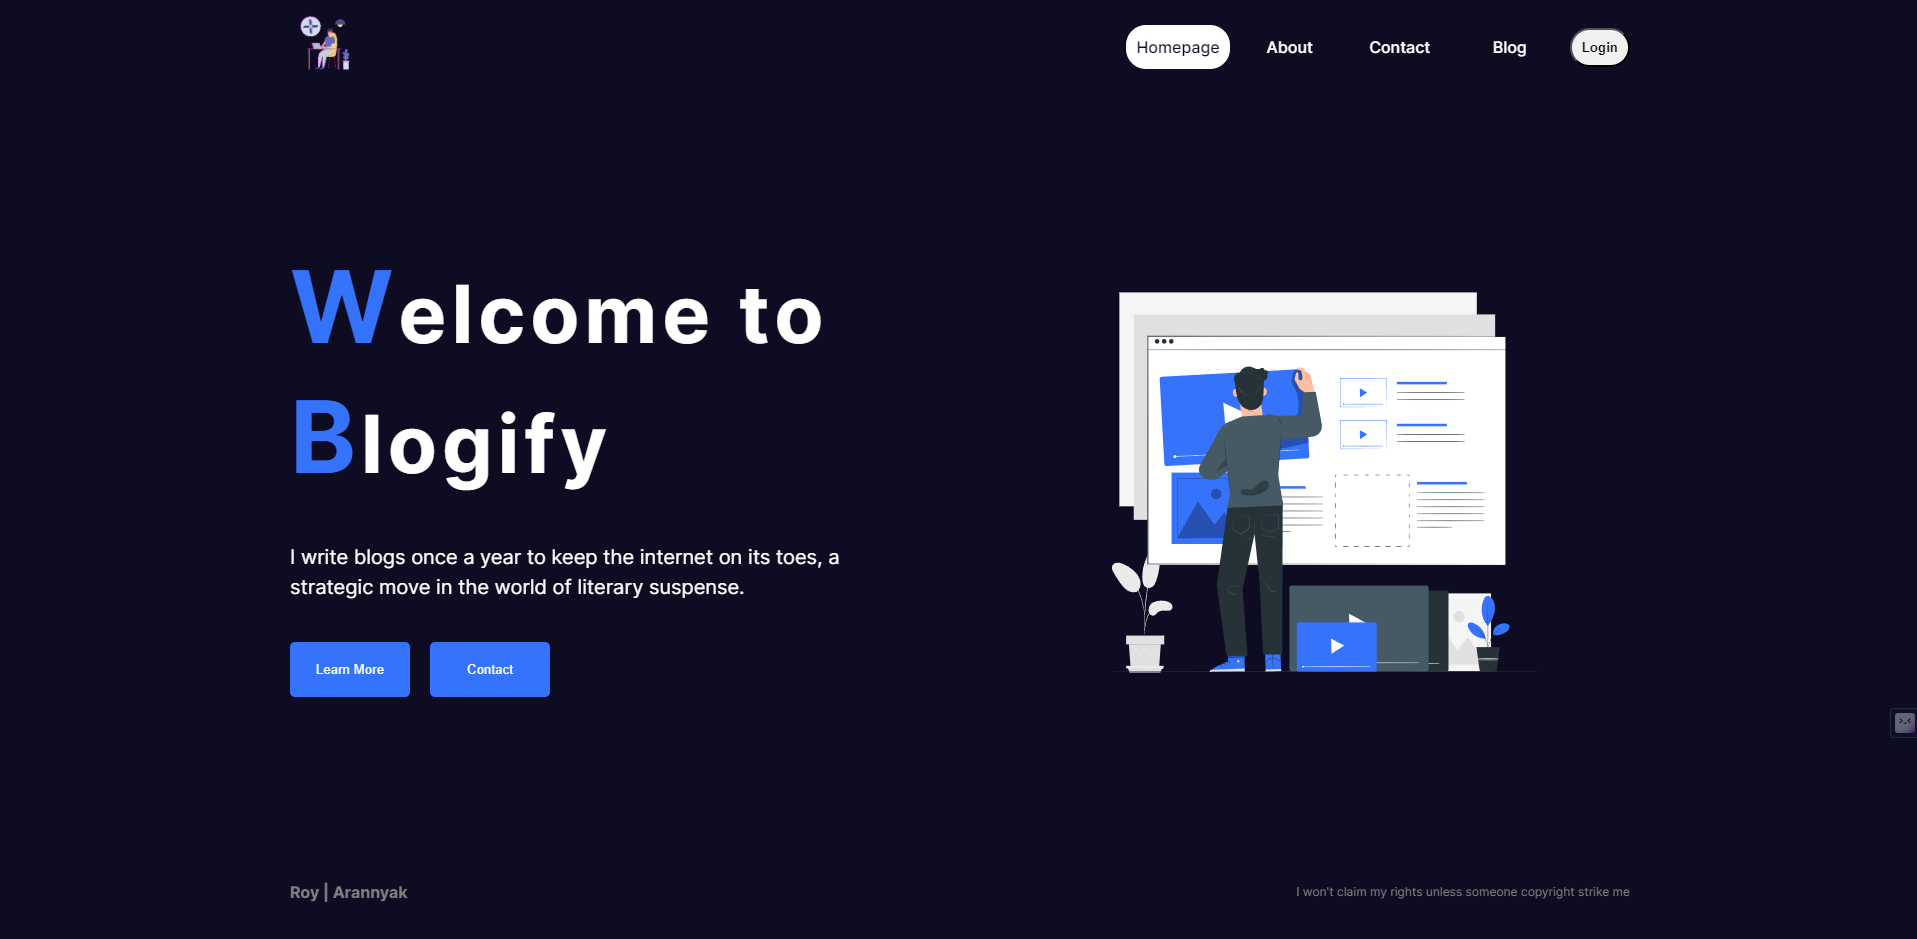 Homepage
About
Contact
Blog
Login
Welcome to
Blogify
I write blogs once a year to keep the internet on its toes, a
strategic move in the world of literary suspense.
Learn More
Contact
Roy | Arannyak
I won't claim my rights unless someone copyright strike me